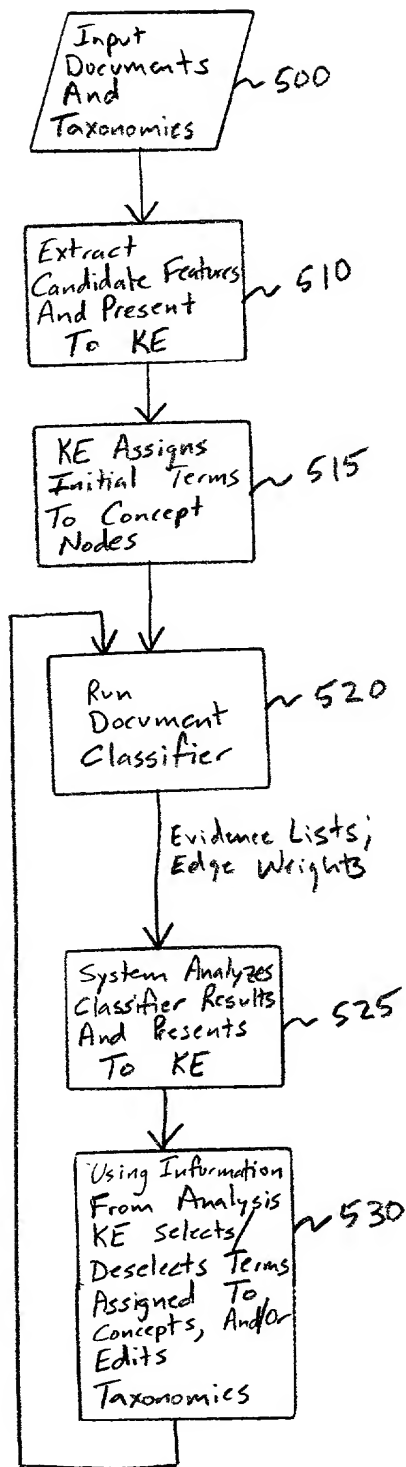 Input
Documents
And
Taxonomies
500
Extract
Candidate Features
And Present
To KE
510
KE Assigns
Initial Terms
To Concept
Nodes
515
Run
Document
Classifier
520
Evidence Lists;
Edge Weights
System Analyzes
Classifier Results
And Presents
To KE
525
Using Information
From Analysis
KE Selects/
Deselects Terms
Assigned To
Concepts, And/Or
Edits
Taxonomies
530